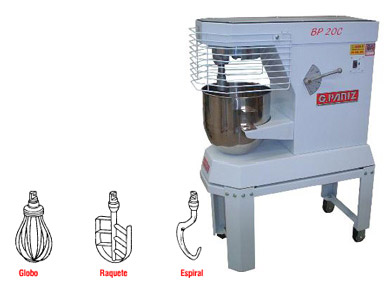 BP 20C
G.PANIZ
Globo
Raquete
Espiral